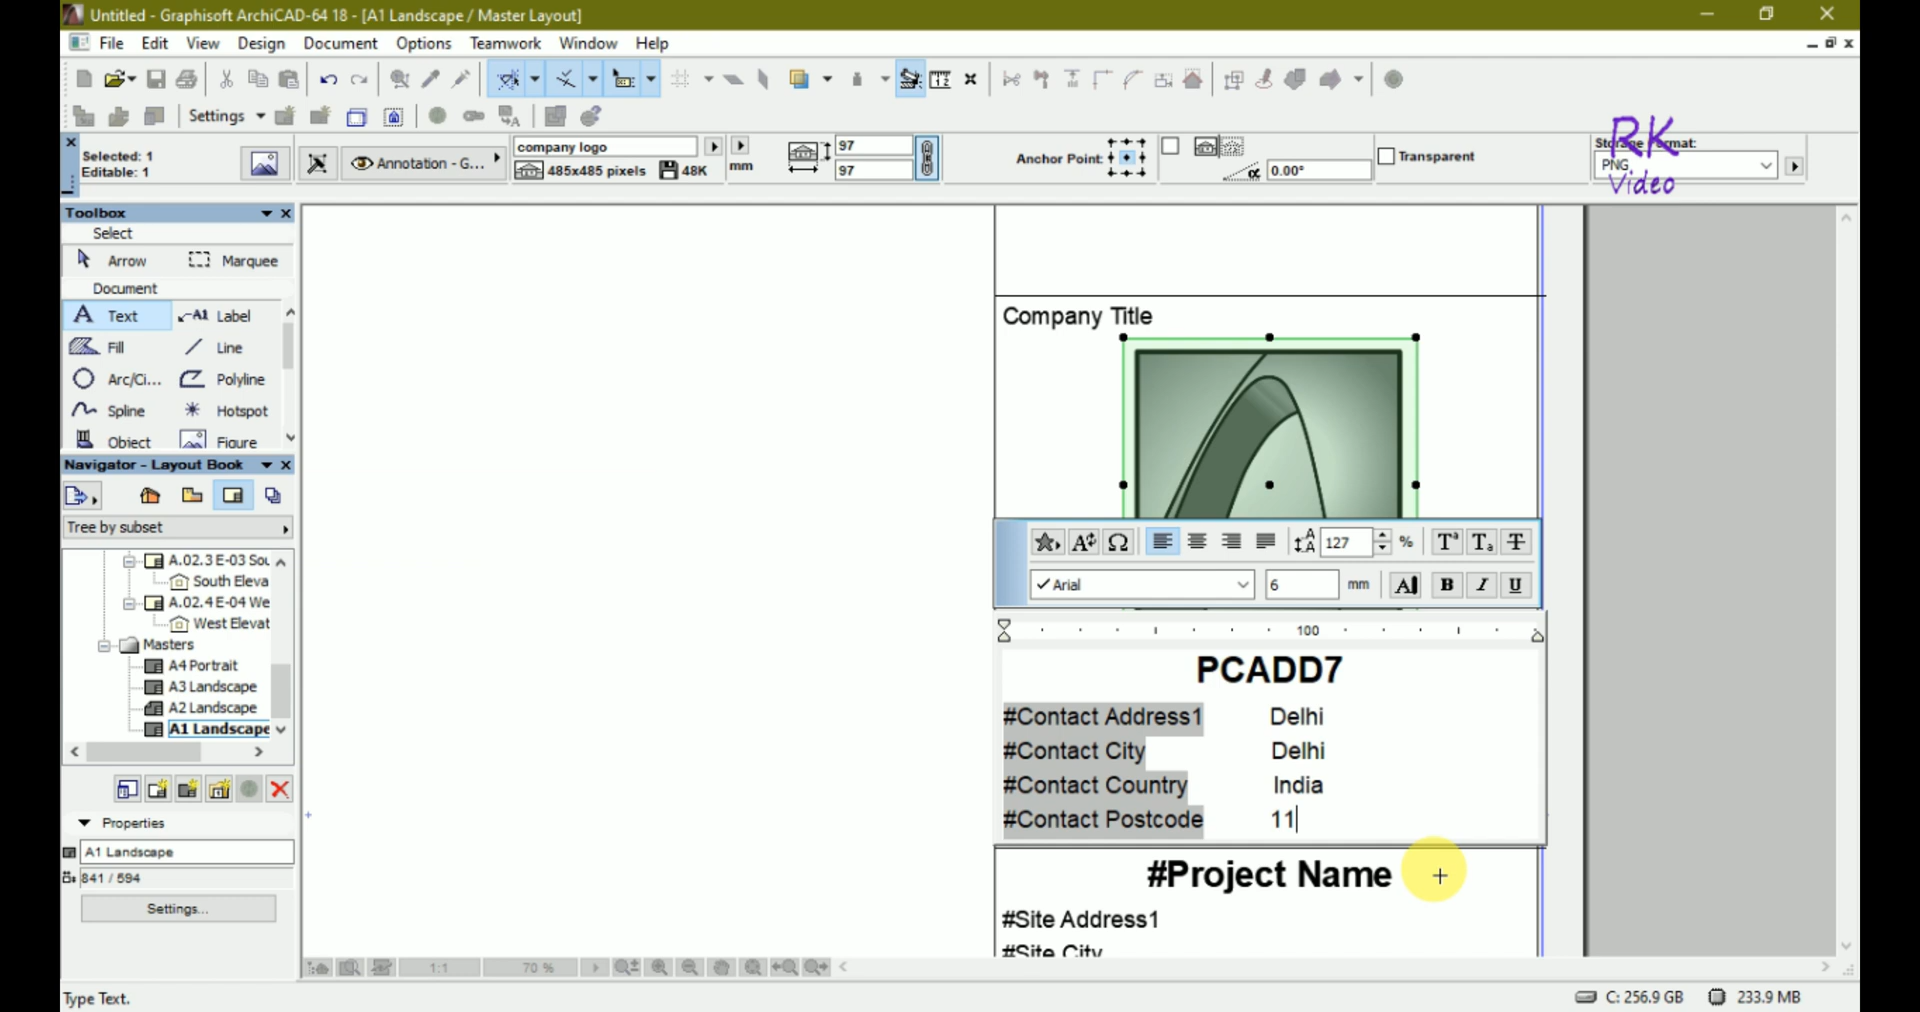 Untitled - Graphisoft ArchiCAD-64 18 - [A1 Landscape / Master Layout]
File Edit View Design Document Options Teamwork Window Help
Settings
Selected: 1
Editable: 1
Annotation - G...
company logo
485x485 pixels 48K
mm
97
97
Anchor Point:
0.00°
Transparent
PNG
RK
Video
Toolbox
Select
Arrow Marquee
Document
Text Label
Fill Line
Arc/Ci... Polyline
Spline Hotspot
Object Figure
Navigator - Layout Book
Tree by subset
A.02.3 E-03 Sou
South Eleva
A.02.4 E-04 We
West Elevat
Masters
A4 Portrait
A3 Landscape
A2 Landscape
A1 Landscape
Properties
A1 Landscape
841 / 594
Settings...
Company Title
127 %
Arial 6 mm B I U
100
PCADD7
#Contact Address1 Delhi
#Contact City Delhi
#Contact Country India
#Contact Postcode 11
#Project Name
#Site Address1
#Site City
1:1 70 %
Type Text.
C: 256.9 GB 233.9 MB